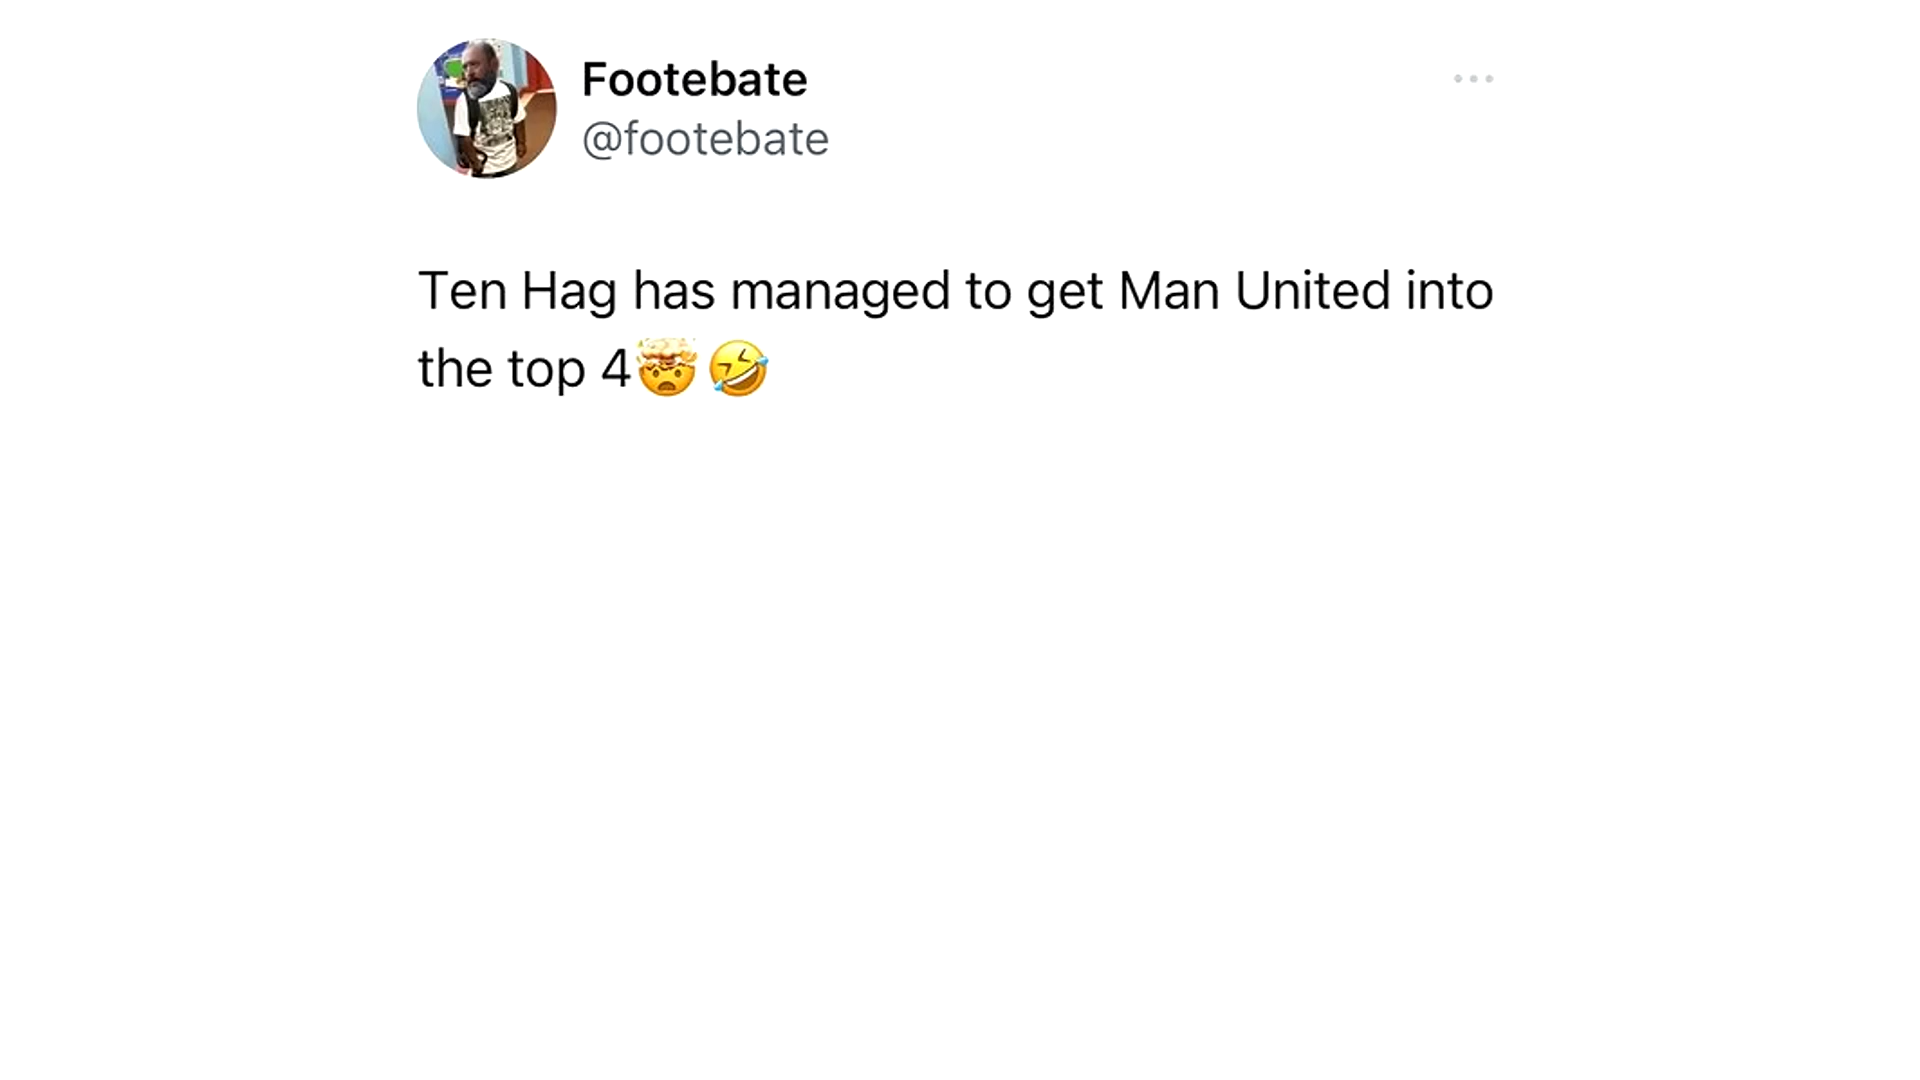 Footebate
@footebate
Ten Hag has managed to get Man United into
the top 4🤯🤣